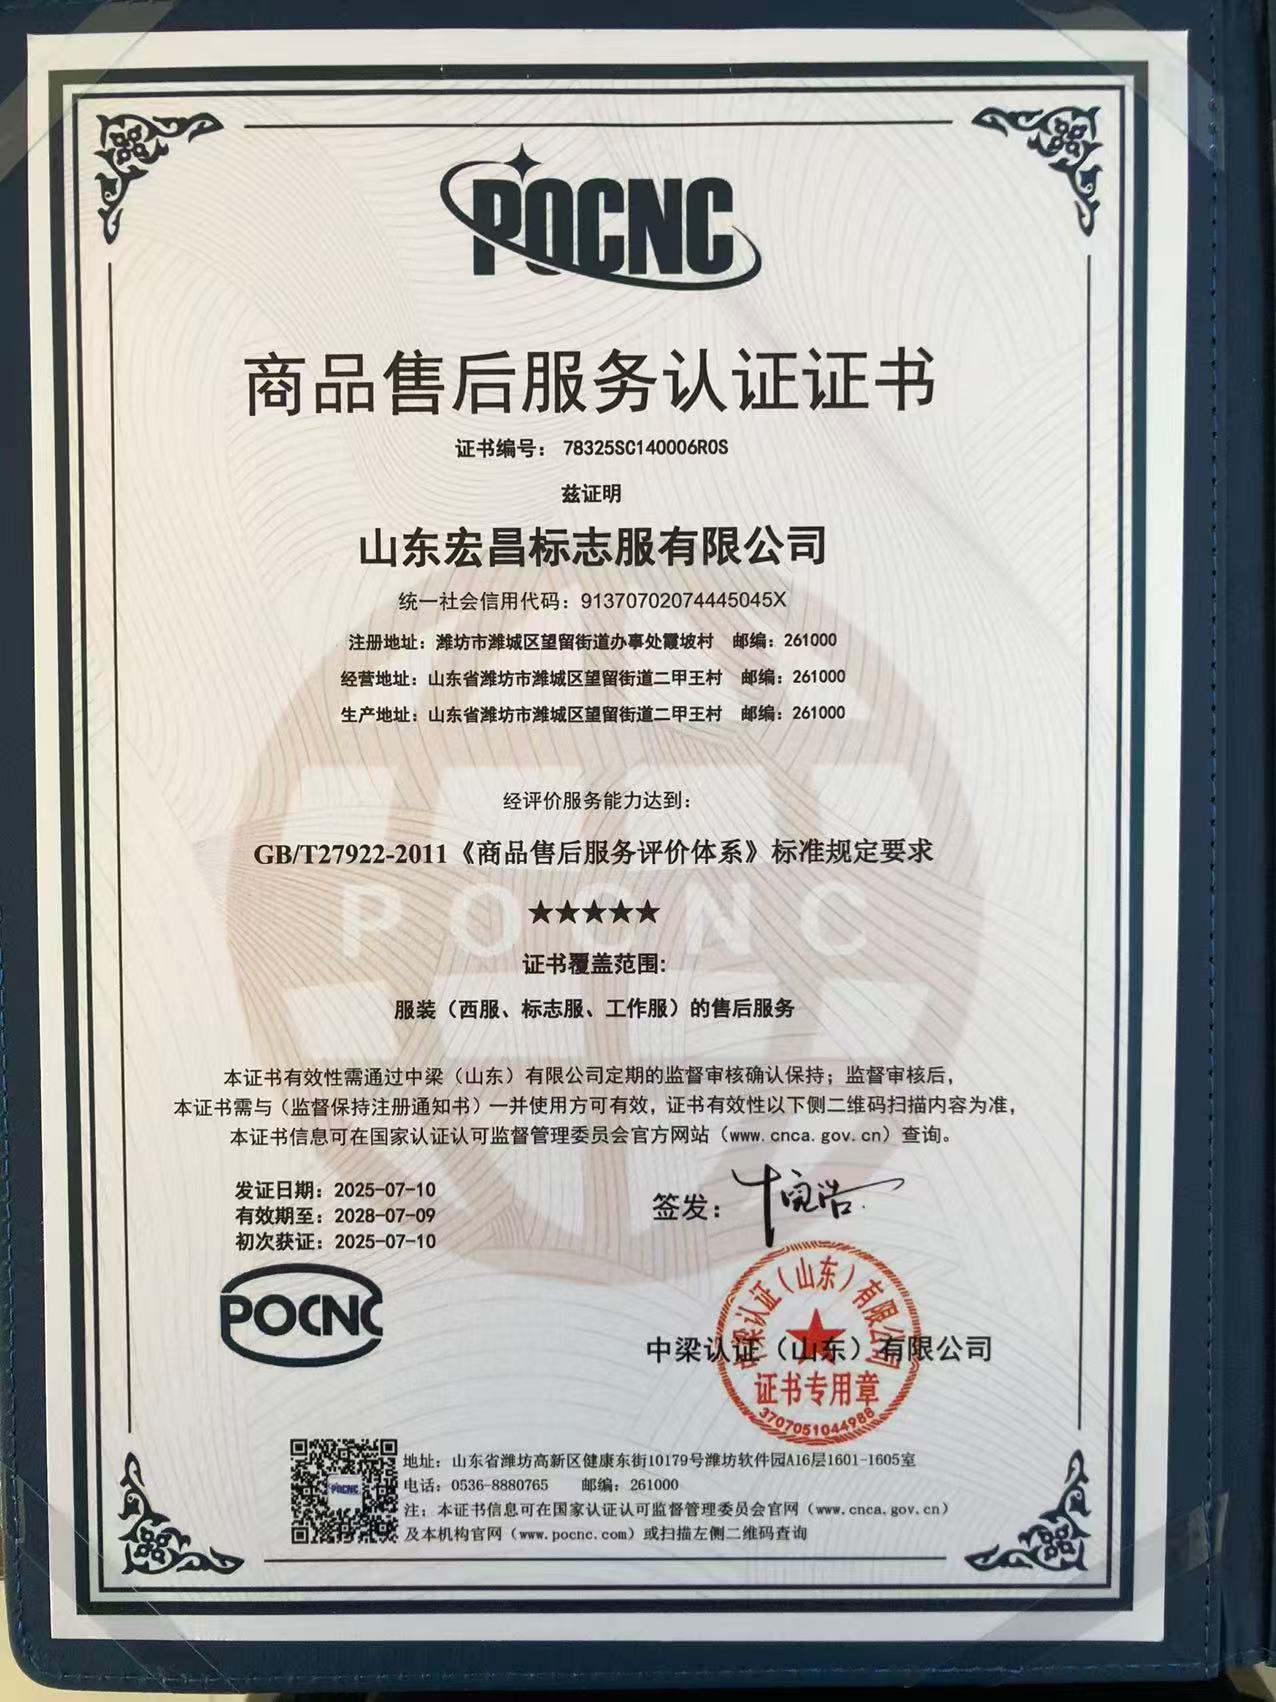 POCNC
商品售后服务认证证书
证书编号： 78325SC140006R0S
兹证明
山东宏昌标志服有限公司
统一社会信用代码：91370702074445045X
注册地址：潍坊市潍城区望留街道办事处霞坡村 邮编：261000
经营地址：山东省潍坊市潍城区望留街道二甲王村 邮编：261000
生产地址：山东省潍坊市潍城区望留街道二甲王村 邮编：261000
经评价服务能力达到：
GB/T27922-2011《商品售后服务评价体系》标准规定要求
★★★★★
POCNC
证书覆盖范围：
服装（西服、标志服、工作服）的售后服务
本证书有效性需通过中梁（山东）有限公司定期的监督审核确认保持；监督审核后，
本证书需与（监督保持注册通知书）一并使用方可有效，证书有效性以下侧二维码扫描内容为准，
本证书信息可在国家认证认可监督管理委员会官方网站（www.cnca.gov.cn）查询。
发证日期：2025-07-10
有效期至：2028-07-09
初次获证：2025-07-10
签发：
POCNC
中梁认证（山东）有限公司
中梁认证（山东）有限公司
证书专用章
3707051044988
POCNC
地址：山东省潍坊高新区健康东街10179号潍坊软件园A16层1601-1605室
电话：0536-8880765 邮编：261000
注：本证书信息可在国家认证认可监督管理委员会官网（www.cnca.gov.cn）
及本机构官网（www.pocnc.com）或扫描左侧二维码查询